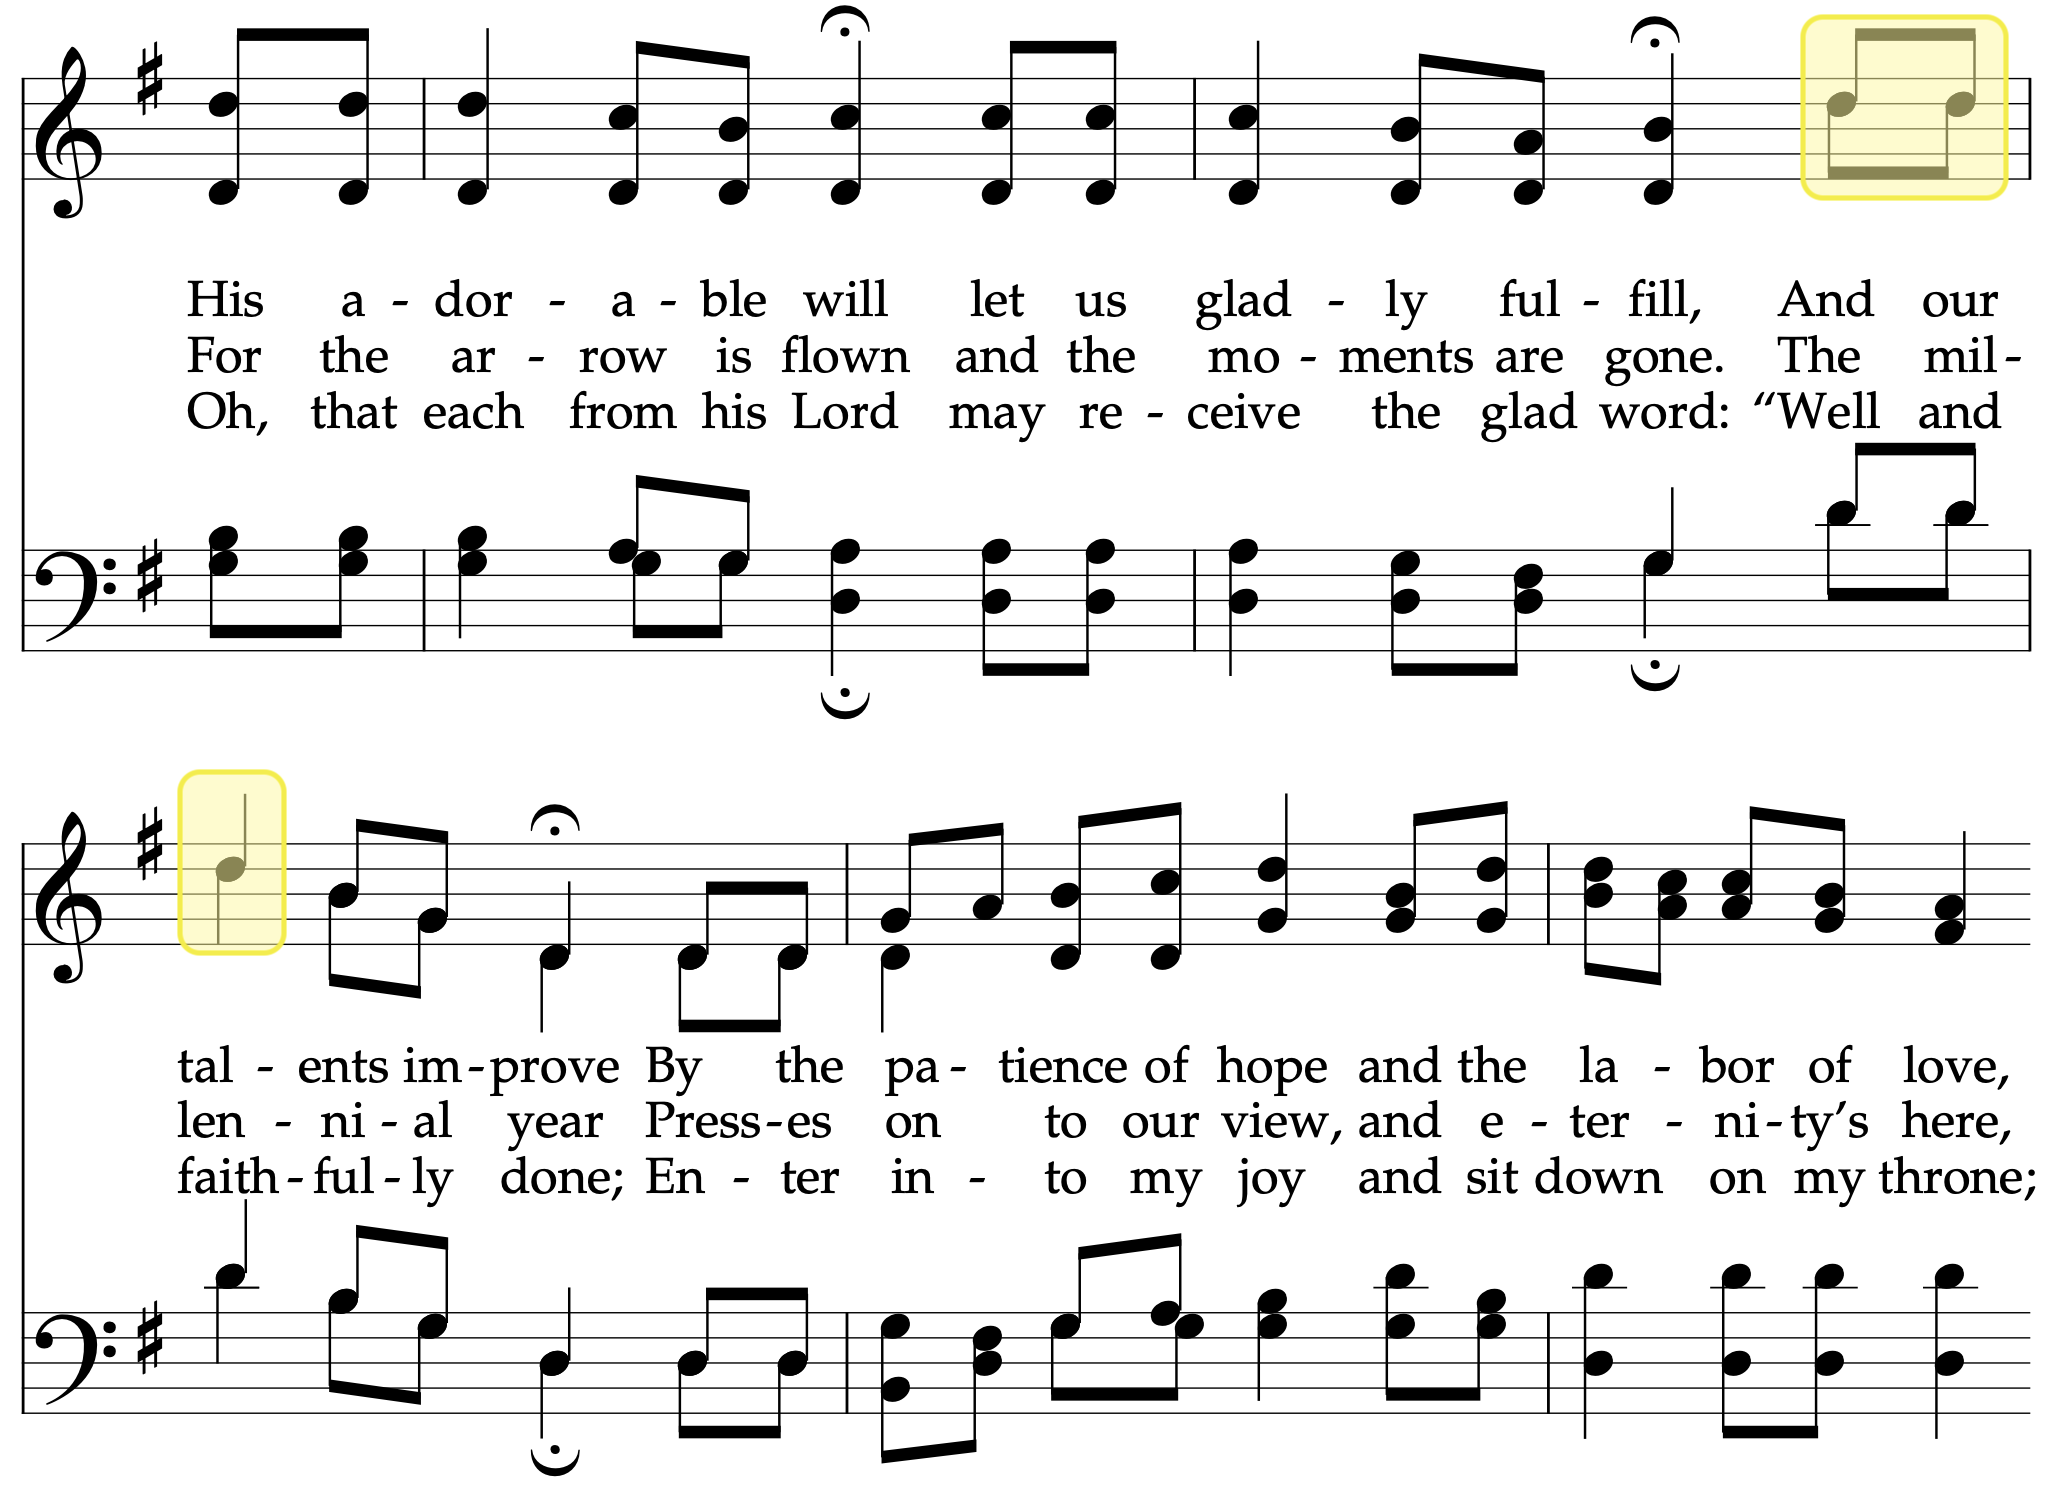 His a - dor - a - ble will let us glad - ly ful - fill, And our
For the ar - row is flown and the mo - ments are gone. The mil -
Oh, that each from his Lord may re - ceive the glad word: “Well and
tal - ents im - prove By the pa - tience of hope and the la - bor of love,
len - ni - al year Press - es on to our view, and e - ter - ni - ty’s here,
faith - ful - ly done; En - ter in - to my joy and sit down on my throne;